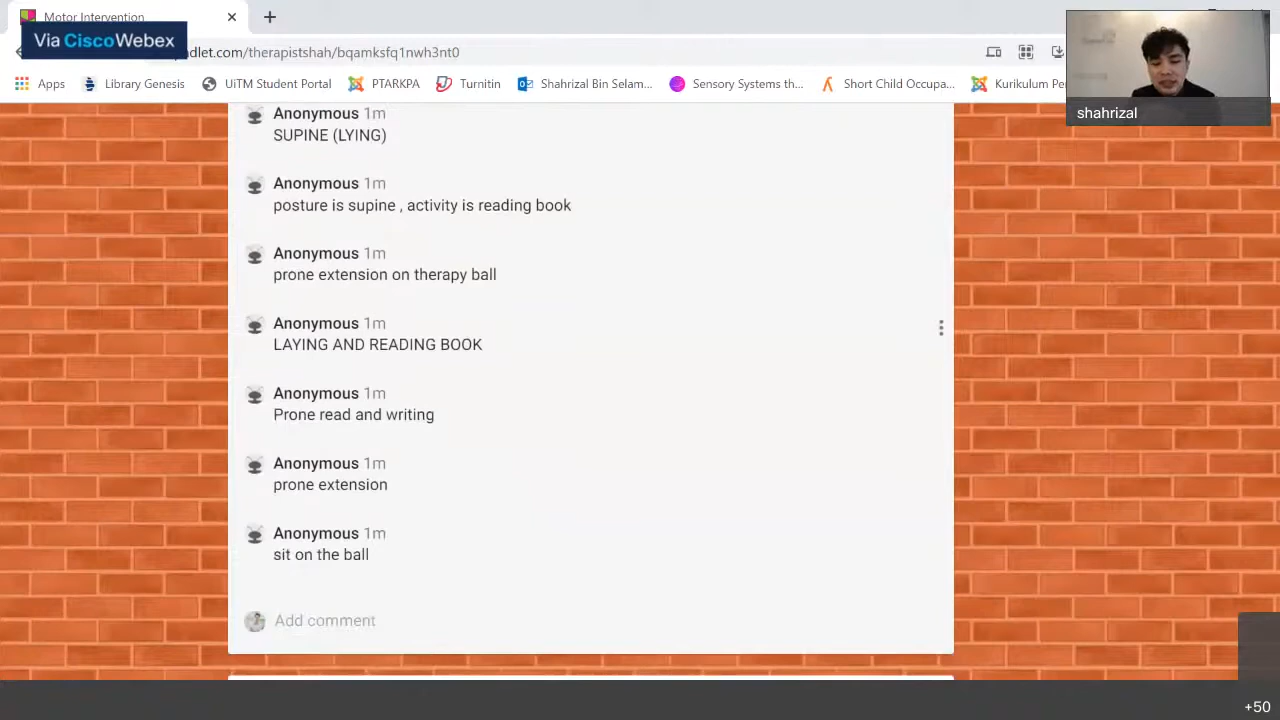 Motor Intervention
Via CiscoWebex
dlet.com/therapistshah/bqamksfq1nwh3nt0
Apps
Library Genesis
UiTM Student Portal
PTARKPA
Turnitin
Shahrizal Bin Selam...
Sensory Systems th...
Short Child Occupa...
Kurikulum Pe
shahrizal
Anonymous 1m
SUPINE (LYING)
Anonymous 1m
posture is supine , activity is reading book
Anonymous 1m
prone extension on therapy ball
Anonymous 1m
LAYING AND READING BOOK
Anonymous 1m
Prone read and writing
Anonymous 1m
prone extension
Anonymous 1m
sit on the ball
Add comment
+50